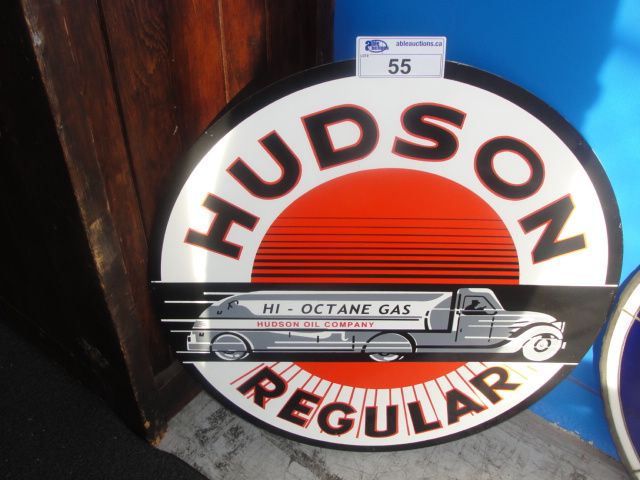 ableauctions.ca
55
HUDSON
HI - OCTANE GAS
HUDSON OIL COMPANY
REGULAR